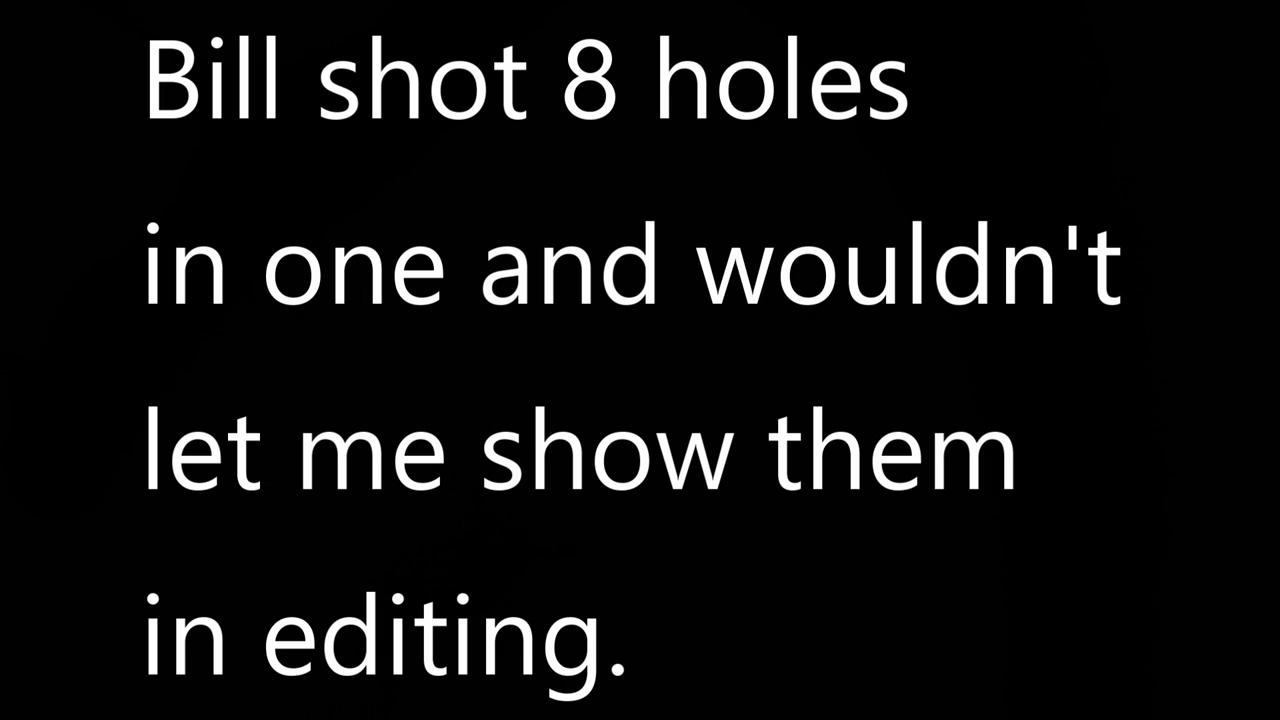 Bill shot 8 holes
in one and wouldn't
let me show them
in editing.